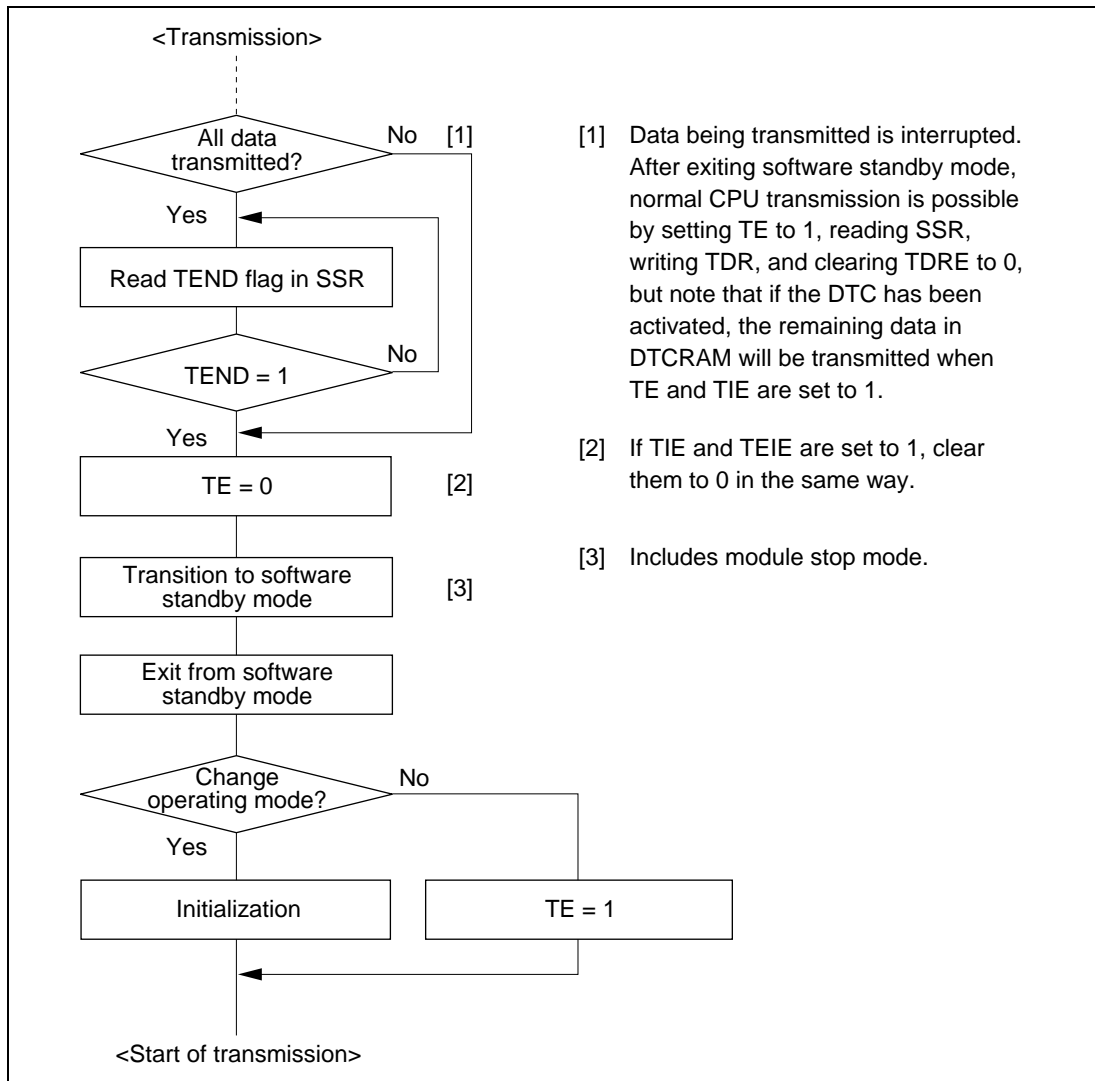 <Transmission>
All data
transmitted?
No [1]
Yes
Read TEND flag in SSR
TEND = 1
No
Yes
TE = 0
[2]
Transition to software
standby mode
[3]
Exit from software
standby mode
Change
operating mode?
No
Yes
Initialization
TE = 1
<Start of transmission>
[1] Data being transmitted is interrupted.
After exiting software standby mode,
normal CPU transmission is possible
by setting TE to 1, reading SSR,
writing TDR, and clearing TDRE to 0,
but note that if the DTC has been
activated, the remaining data in
DTCRAM will be transmitted when
TE and TIE are set to 1.
[2] If TIE and TEIE are set to 1, clear
them to 0 in the same way.
[3] Includes module stop mode.